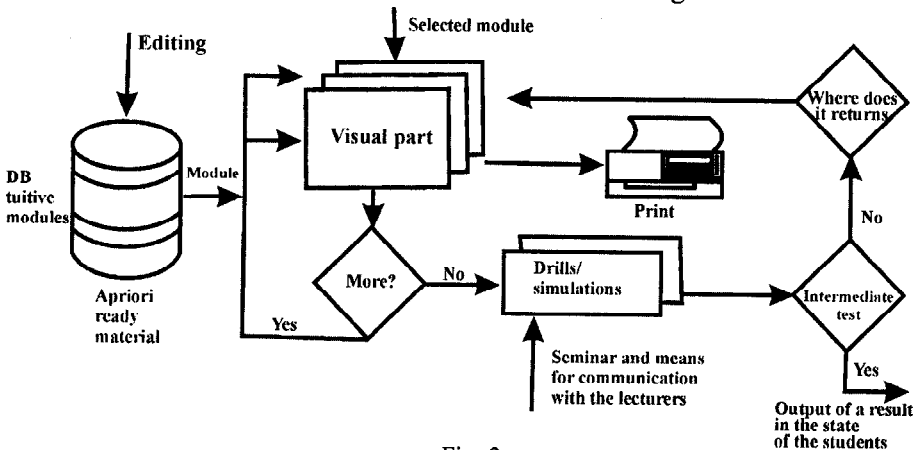 Selected module
Editing
Where does
it returns
Visual part
DB
tuitive
modules
Module
Print
No
More?
No
Drills/
simulations
Intermediate
test
Apriori
ready
material
Yes
Seminar and means
for communication
with the lecturers
Yes
Output of a result
in the state
of the students